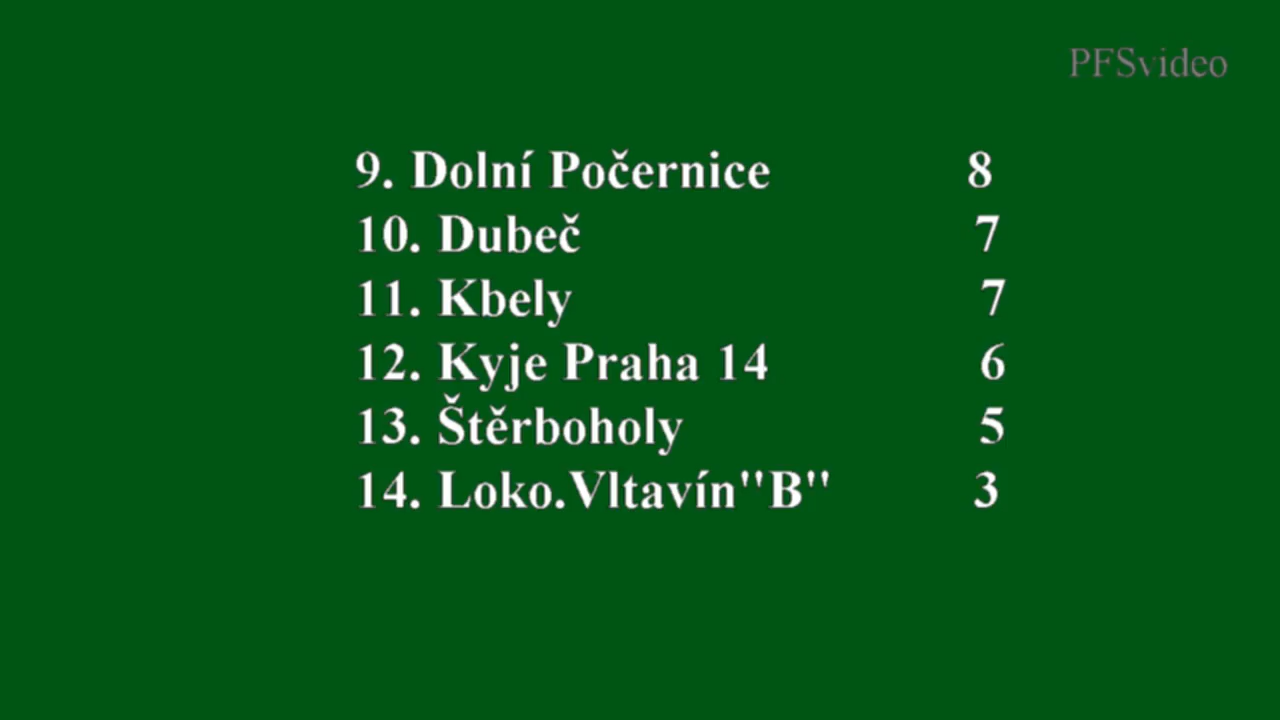 PFSvideo
9. Dolní Počernice 8
10. Dubeč 7
11. Kbely 7
12. Kyje Praha 14 6
13. Štěrboholy 5
14. Loko.Vltavín"B" 3